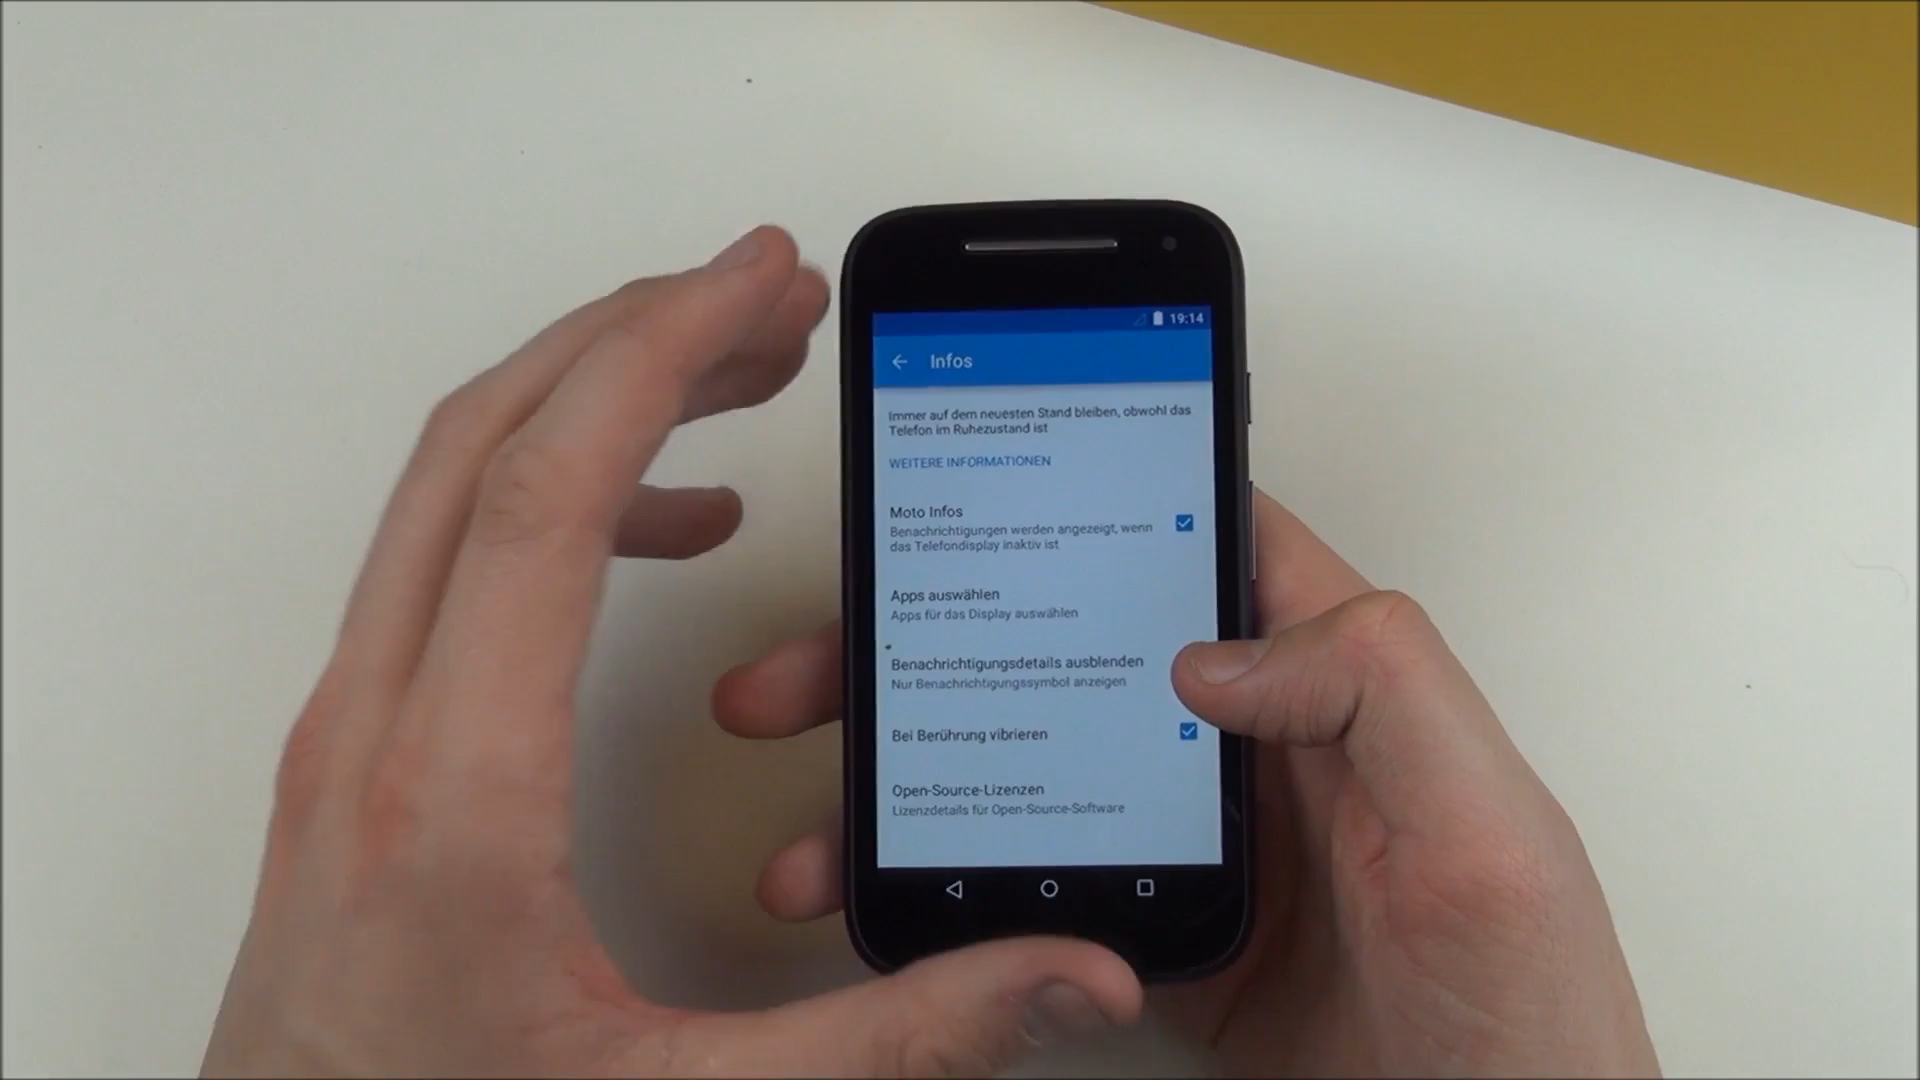 19:14
Infos
Immer auf dem neuesten Stand bleiben, obwohl das
Telefon im Ruhezustand ist
WEITERE INFORMATIONEN
Moto Infos
Benachrichtigungen werden angezeigt, wenn
das Telefondisplay inaktiv ist
Apps auswählen
Apps für das Display auswählen
Benachrichtigungsdetails ausblenden
Nur Benachrichtigungssymbol anzeigen
Bei Berührung vibrieren
Open-Source-Lizenzen
Lizenzdetails für Open-Source-Software